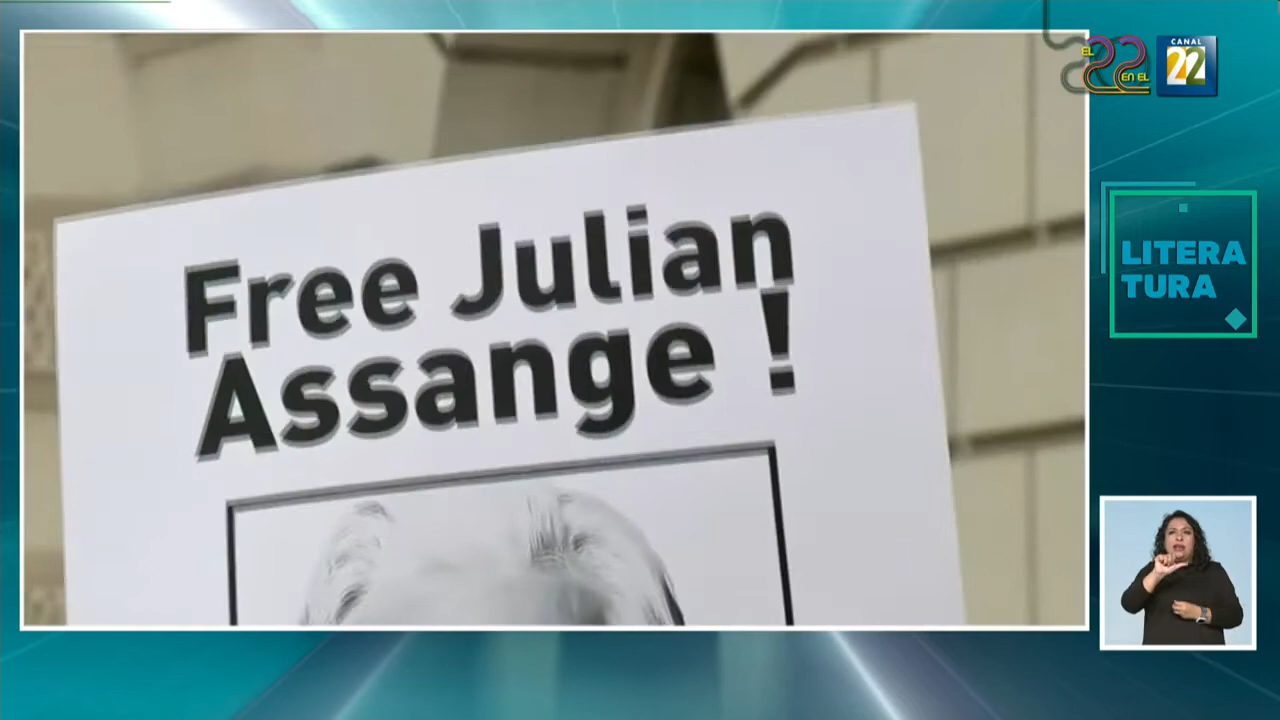 Free Julian
Assange !
EL 22 EN EL
CANAL
22
LITERA
TURA